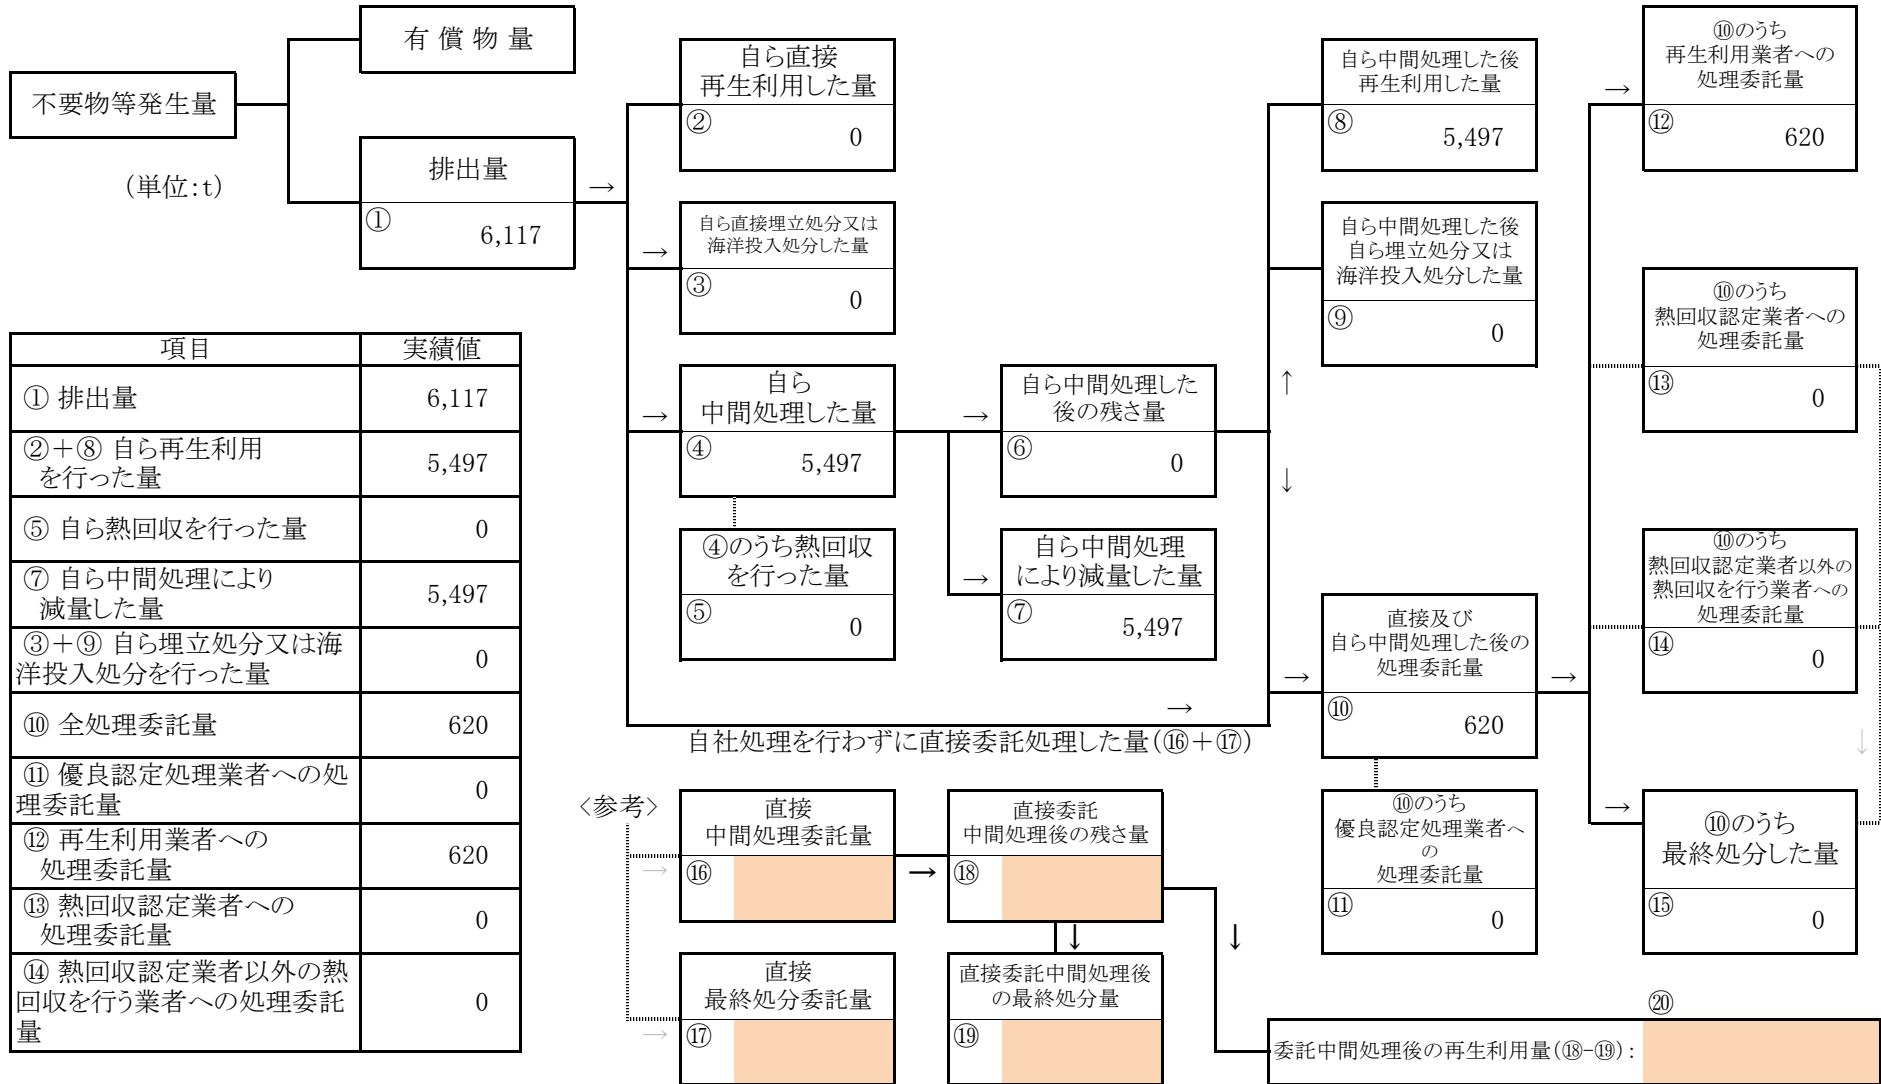 有 償 物 量
不要物等発生量
(単位:t)
排出量
→
①
6,117
自ら直接
再生利用した量
②
0
自ら直接埋立処分又は
海洋投入処分した量
→
③
0
自ら
中間処理した量
→
④
5,497
④のうち熱回収
を行った量
⑤
0
自ら中間処理した
後の残さ量
→
⑥
0
自ら中間処理
により減量した量
→
⑦
5,497
自ら中間処理した後
再生利用した量
⑧
5,497
自ら中間処理した後
自ら埋立処分又は
海洋投入処分した量
⑨
0
↑
↓
直接及び
自ら中間処理した後の
処理委託量
→
⑩
620
→
⑩のうち
優良認定処理業者へ
の
処理委託量
⑪
0
⑩のうち
再生利用業者への
処理委託量
→
⑫
620
⑩のうち
熱回収認定業者への
処理委託量
⑬
0
⑩のうち
熱回収認定業者以外の
熱回収を行う業者への
処理委託量
⑭
0
↓
→
⑩のうち
最終処分した量
⑮
0
→
自社処理を行わずに直接委託処理した量(⑯+⑰)
項目 実績値
① 排出量 6,117
②+⑧ 自ら再生利用
を行った量 5,497
⑤ 自ら熱回収を行った量 0
⑦ 自ら中間処理により
減量した量 5,497
③+⑨ 自ら埋立処分又は海
洋投入処分を行った量 0
⑩ 全処理委託量 620
⑪ 優良認定処理業者への処
理委託量 0
⑫ 再生利用業者への
処理委託量 620
⑬ 熱回収認定業者への
処理委託量 0
⑭ 熱回収認定業者以外の熱
回収を行う業者への処理委託
量 0
〈参考〉
直接
中間処理委託量
→
⑯
→
直接委託
中間処理後の残さ量
⑱
↓
↓
直接
最終処分委託量
→
⑰
直接委託中間処理後
の最終処分量
⑲
⑳
委託中間処理後の再生利用量(⑱-⑲):